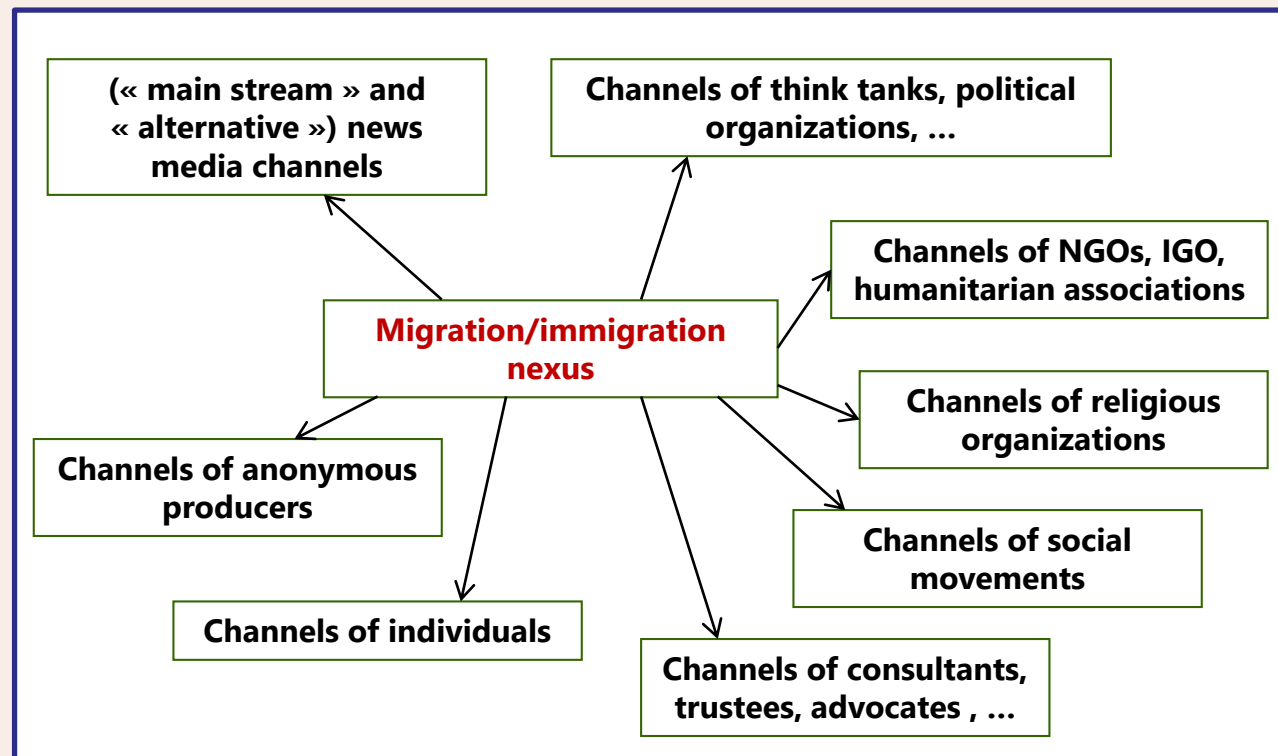 (« main stream » and
« alternative ») news
media channels
Channels of think tanks, political
organizations, …
Channels of NGOs, IGO,
humanitarian associations
Migration/immigration
nexus
Channels of religious
organizations
Channels of anonymous
producers
Channels of social
movements
Channels of individuals
Channels of consultants,
trustees, advocates , …